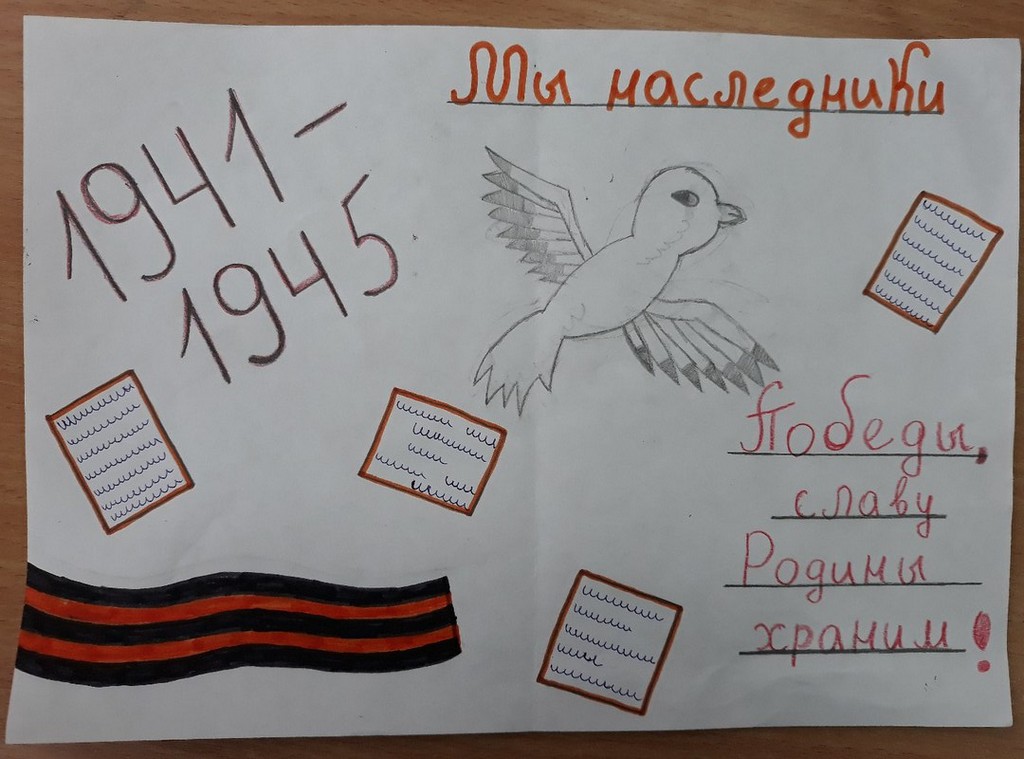 Мы наследники
1941-
1945
Победы,
славу
Родины
храним!